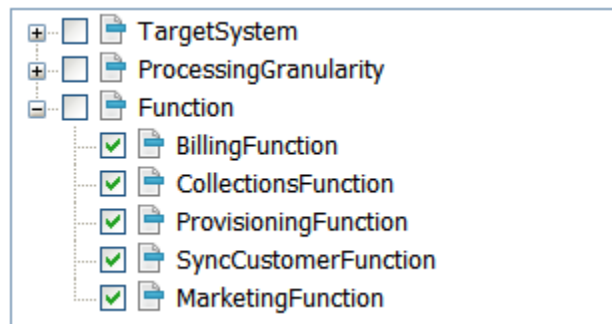 TargetSystem
ProcessingGranularity
Function
BillingFunction
CollectionsFunction
ProvisioningFunction
SyncCustomerFunction
MarketingFunction